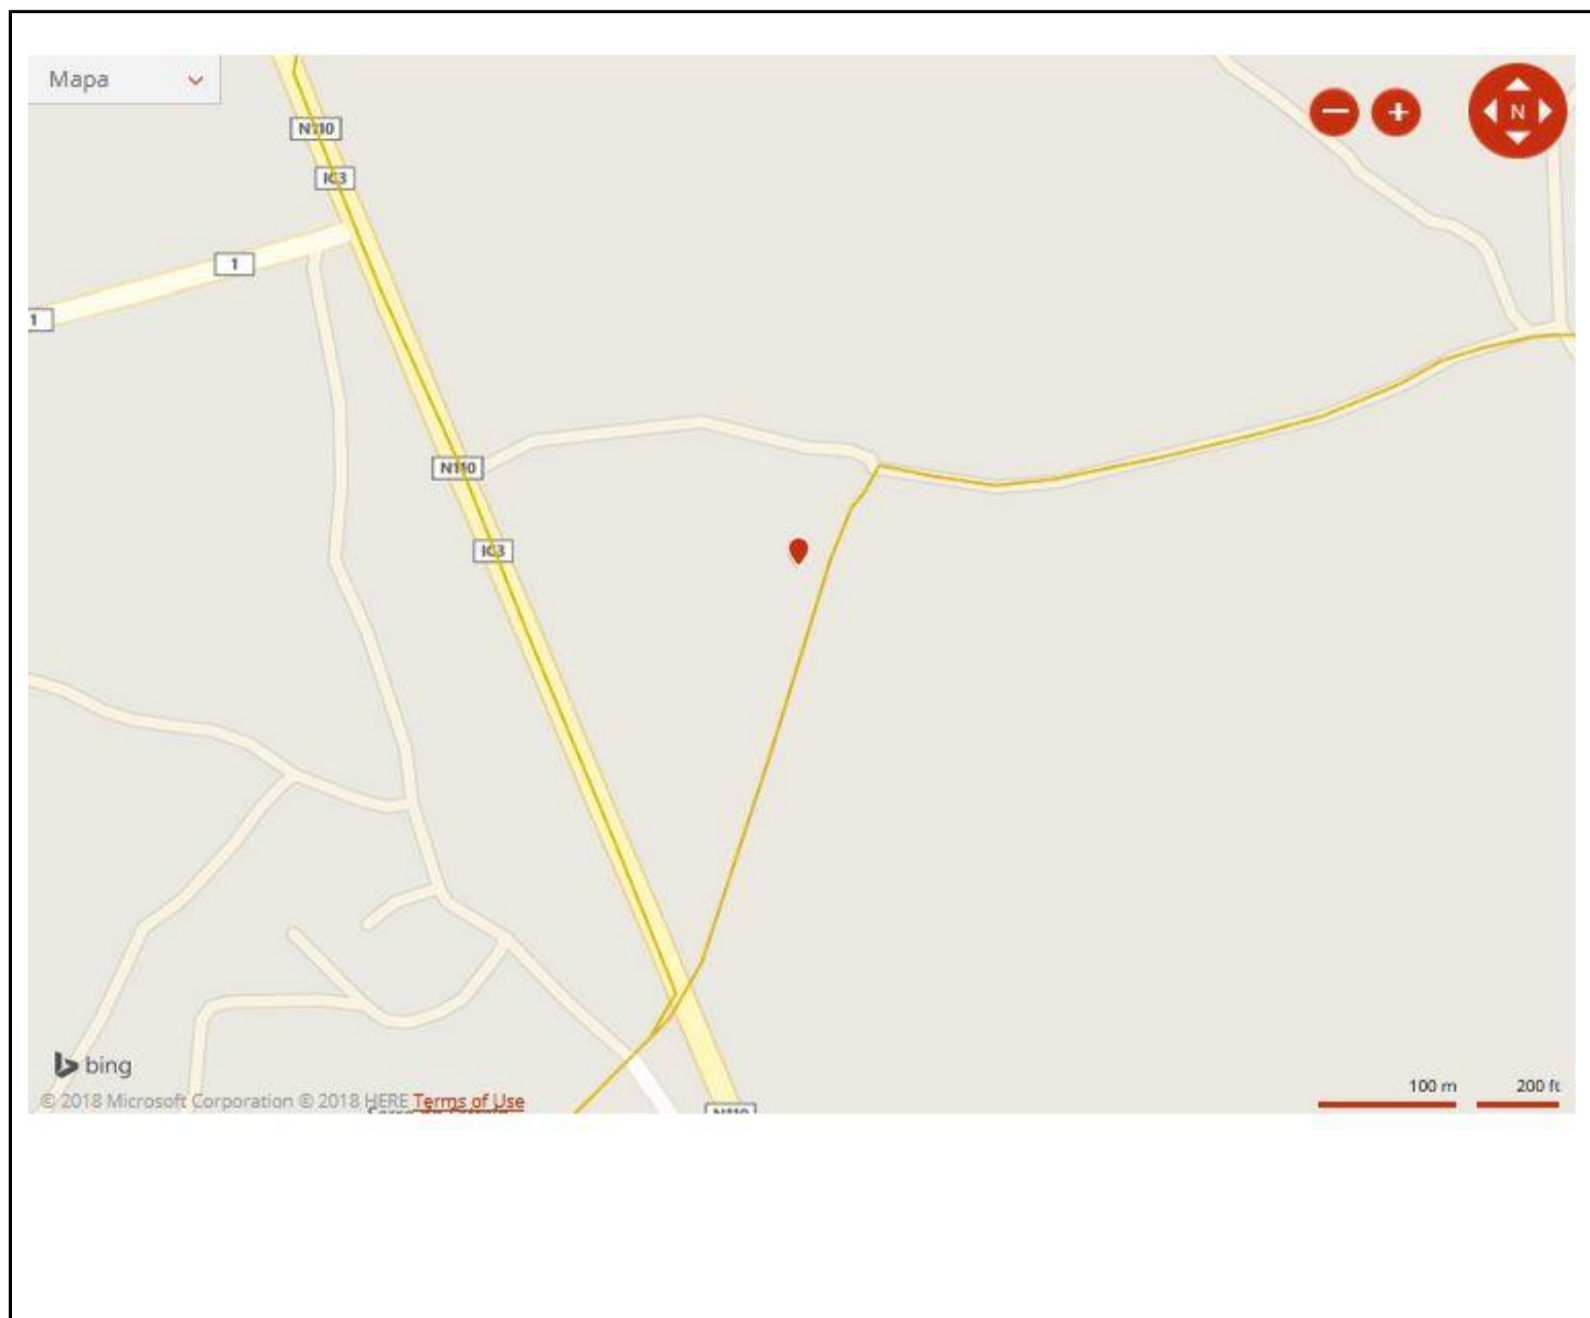 Mapa
N
N110
IC3
1
1
N110
IC3
bing
© 2018 Microsoft Corporation © 2018 HERE Terms of Use
100 m 200 ft
N110